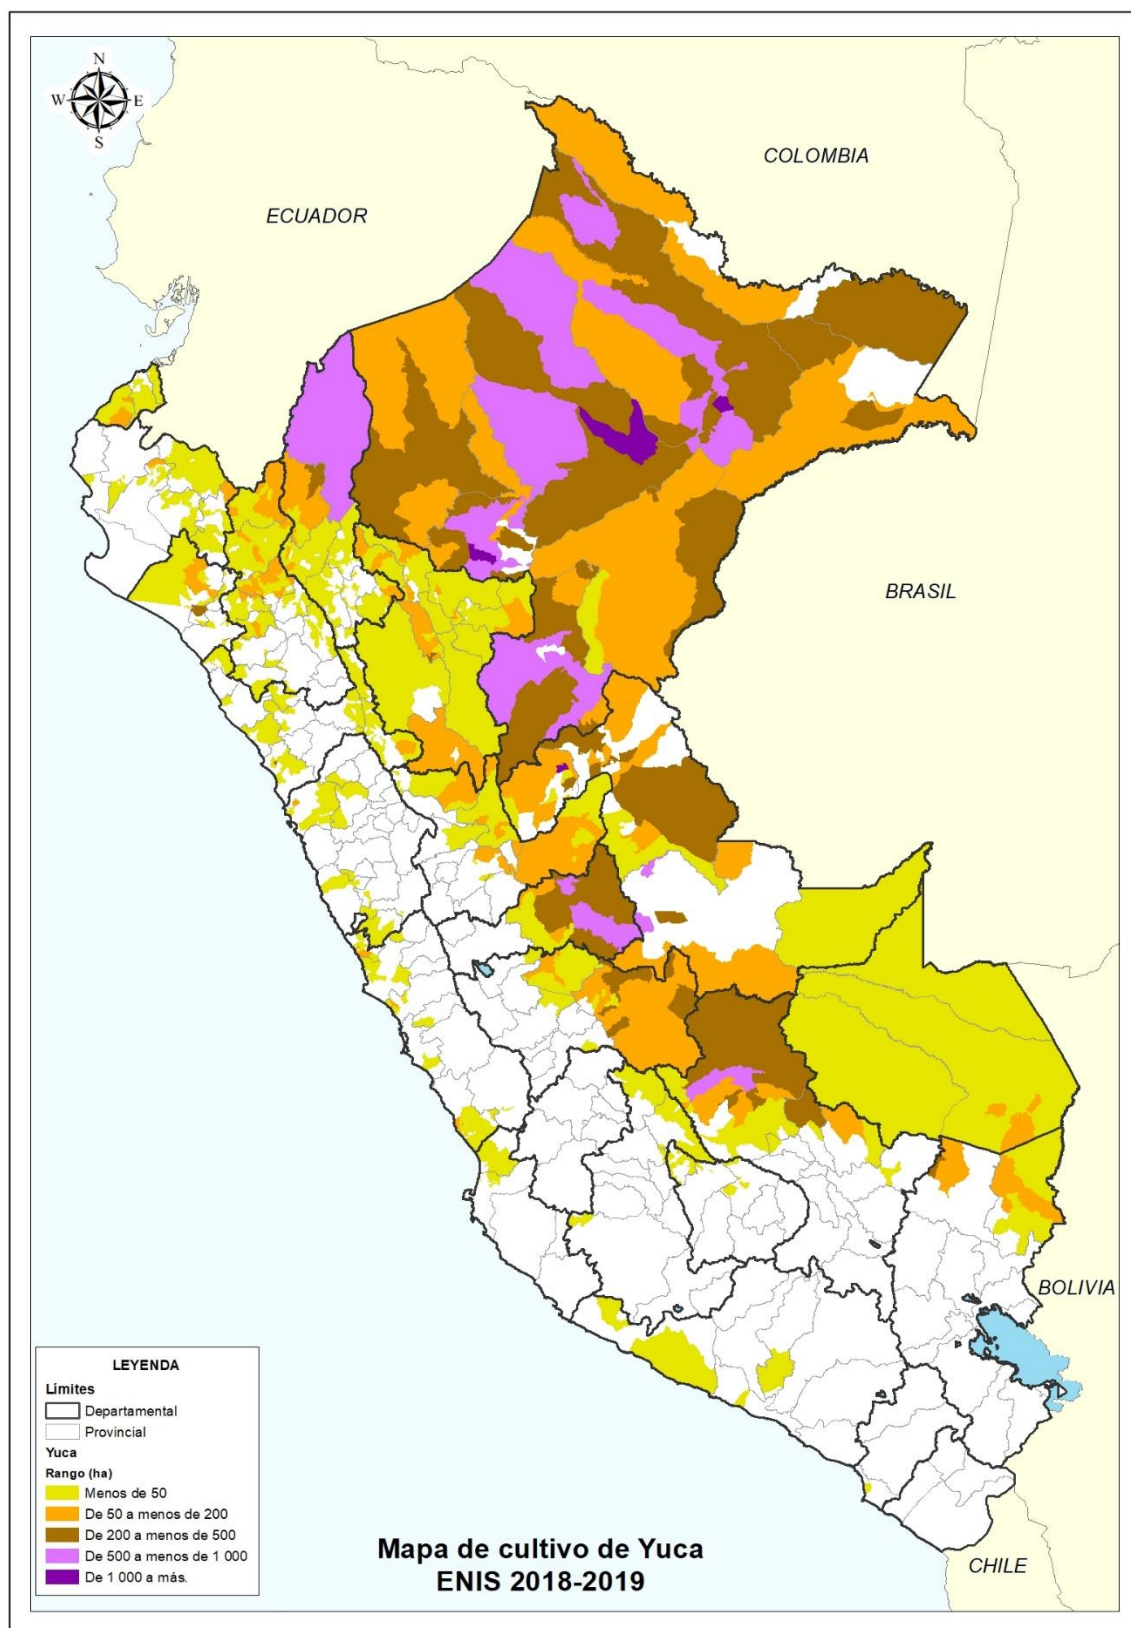 N
W
E
S
COLOMBIA
ECUADOR
BRASIL
BOLIVIA
LEYENDA
Límites
Departamental
Provincial
Yuca
Rango (ha)
Menos de 50
De 50 a menos de 200
De 200 a menos de 500
De 500 a menos de 1 000
De 1 000 a más.
Mapa de cultivo de Yuca
ENIS 2018-2019
CHILE